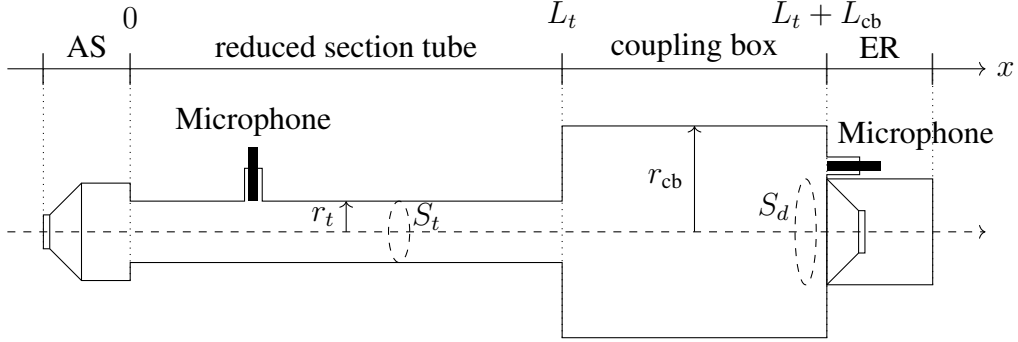 0 L_t L_t + L_cb
AS reduced section tube coupling box ER
x
Microphone
Microphone
r_cb
r_t S_t S_d